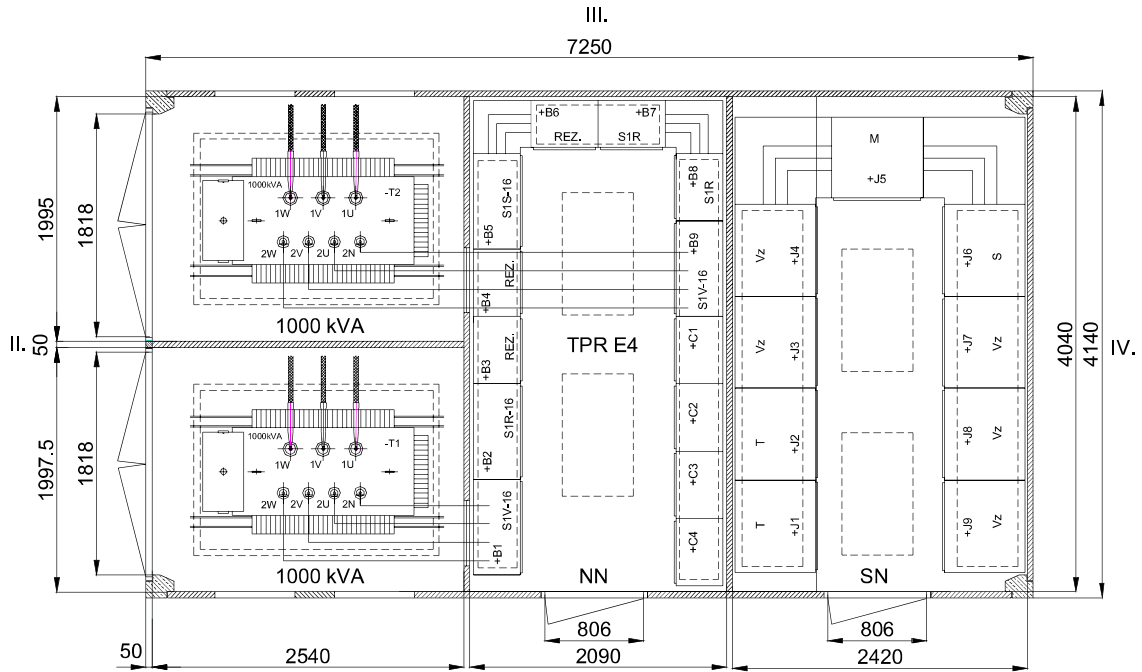 III.
7250
+B6
+B7
REZ.
S1R
M
+J5
1000kVA
-T2
1W
1V
1U
2W
2V
2U
2N
1000 kVA
1995
1818
S1S-16
+B5
REZ.
+B4
REZ.
+B3
S1R-16
+B2
S1V-16
+B1
+B8
S1R
+B9
S1V-16
+C1
+C2
+C3
+C4
TPR E4
NN
Vz
+J4
Vz
+J3
T
+J2
T
+J1
+J6
S
+J7
Vz
+J8
Vz
+J9
Vz
SN
II.
50
IV.
4040
4140
1000kVA
-T1
1W
1V
1U
2W
2V
2U
2N
1000 kVA
1997.5
1818
806
806
50
2540
2090
2420